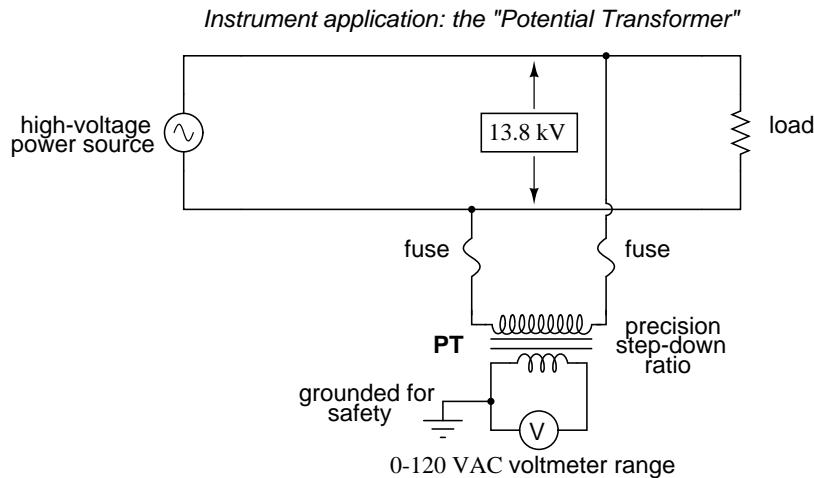 Instrument application: the "Potential Transformer"
high-voltage
power source
13.8 kV
load
fuse
fuse
PT
precision
step-down
ratio
grounded for
safety
V
0-120 VAC voltmeter range